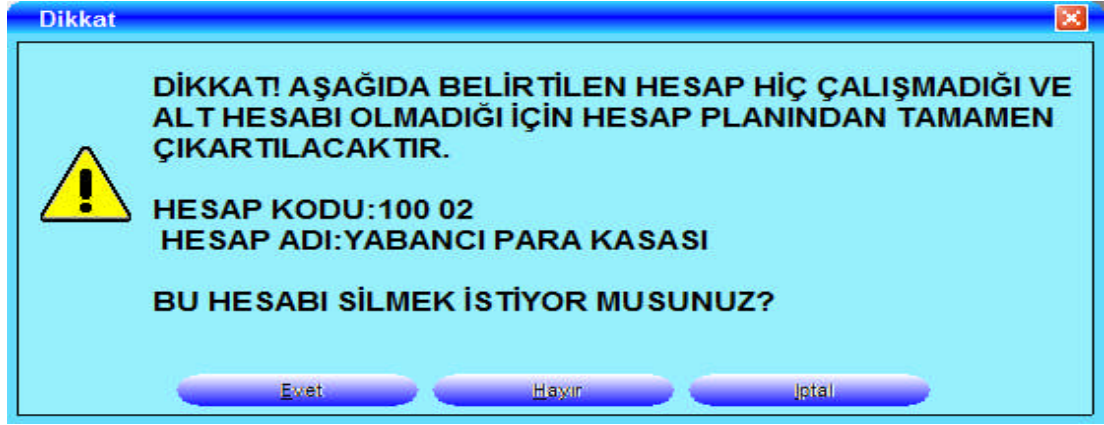 Dikkat
DİKKAT! AŞAĞIDA BELİRTİLEN HESAP HİÇ ÇALIŞMADIĞI VE
ALT HESABI OLMADIĞI İÇİN HESAP PLANINDAN TAMAMEN
ÇIKARTILACAKTIR.
HESAP KODU:100 02
HESAP ADI:YABANCI PARA KASASI
BU HESABI SİLMEK İSTİYOR MUSUNUZ?
Evet
Hayır
Iptal